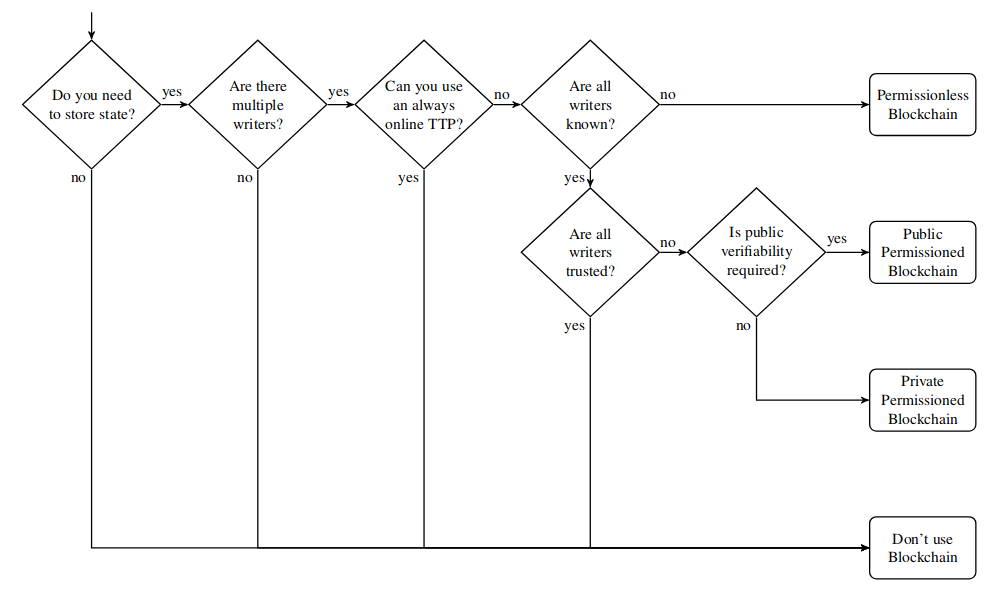 Do you need
to store state?
yes
Are there
multiple
writers?
yes
Can you use
an always
online TTP?
no
Are all
writers
known?
no
Permissionless
Blockchain
no
no
yes
yes
Are all
writers
trusted?
no
Is public
verifiability
required?
yes
Public
Permissioned
Blockchain
yes
no
Private
Permissioned
Blockchain
Don't use
Blockchain